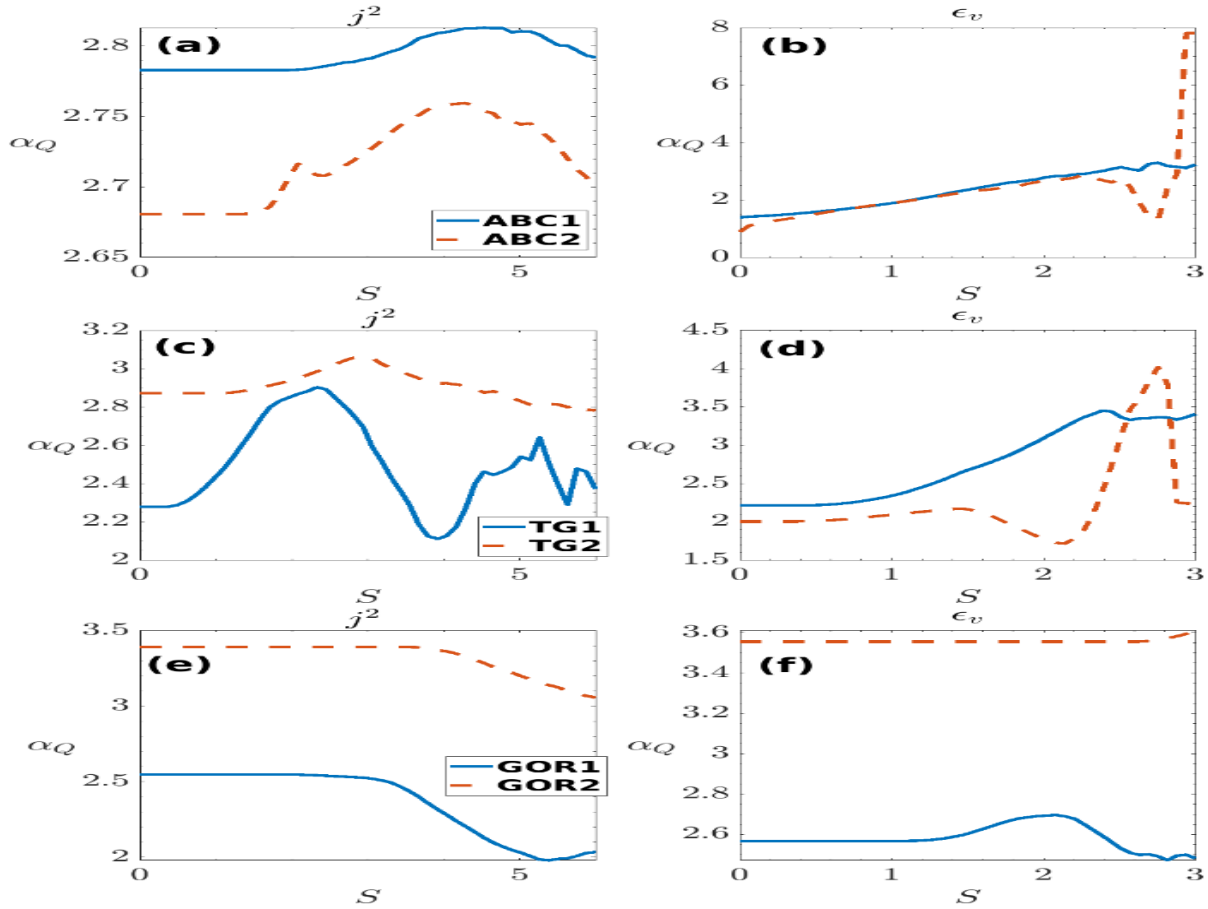 j²
(a)
2.8
2.75
α_Q
2.7
2.65
ABC1
ABC2
0
5
S
ϵ_v
(b)
8
6
4
α_Q
2
0
0
1
2
3
S
j²
(c)
3.2
3
2.8
α_Q
2.6
2.4
2.2
2
TG1
TG2
0
5
S
ϵ_v
(d)
4.5
4
3.5
α_Q
3
2.5
2
1.5
0
1
2
3
S
j²
(e)
3.5
3
α_Q
2.5
2
GOR1
GOR2
0
5
S
ϵ_v
(f)
3.6
3.4
3.2
α_Q
3
2.8
2.6
0
1
2
3
S